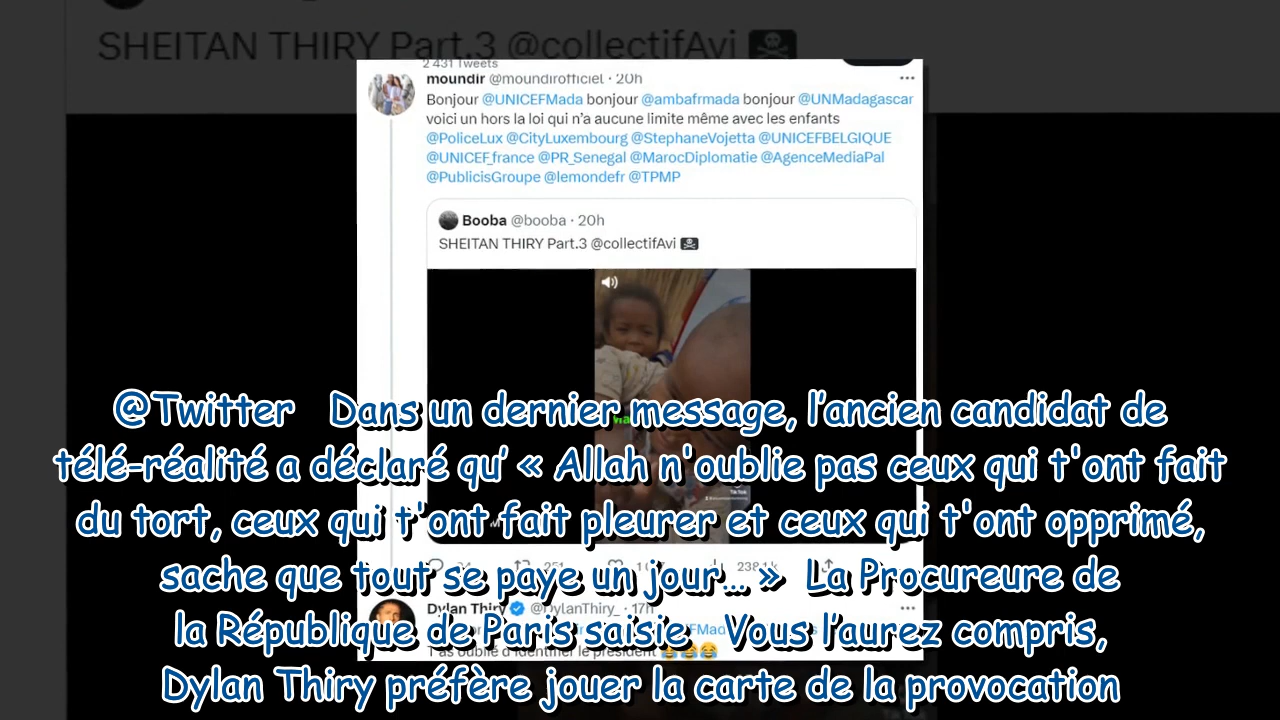 SHEITAN THIRY Part.3 @collectifAvi
2 431 Tweets
moundir @moundirofficiel · 20h
Bonjour @UNICEFMada bonjour @ambafrmada bonjour @UNMadagascar
voici un hors la loi qui n’a aucune limite même avec les enfants
@PoliceLux @CityLuxembourg @StephaneVojetta @UNICEFBELGIQUE
@UNICEF_france @PR_Senegal @MarocDiplomatie @AgenceMediaPal
@PublicisGroupe @lemondefr @TPMP
Booba @booba · 20h
SHEITAN THIRY Part.3 @collectifAvi
@Twitter Dans un dernier message, l’ancien candidat de
télé-réalité a déclaré qu’ « Allah n'oublie pas ceux qui t'ont fait
du tort, ceux qui t'ont fait pleurer et ceux qui t'ont opprimé,
sache que tout se paye un jour... » La Procureure de
la République de Paris saisie Vous l’aurez compris,
Dylan Thiry préfère jouer la carte de la provocation
TikTok
238,1k
Dylan Thiry @DylanThiry_ · 17h
T'as oublié d'identifier le président 😂😂😂